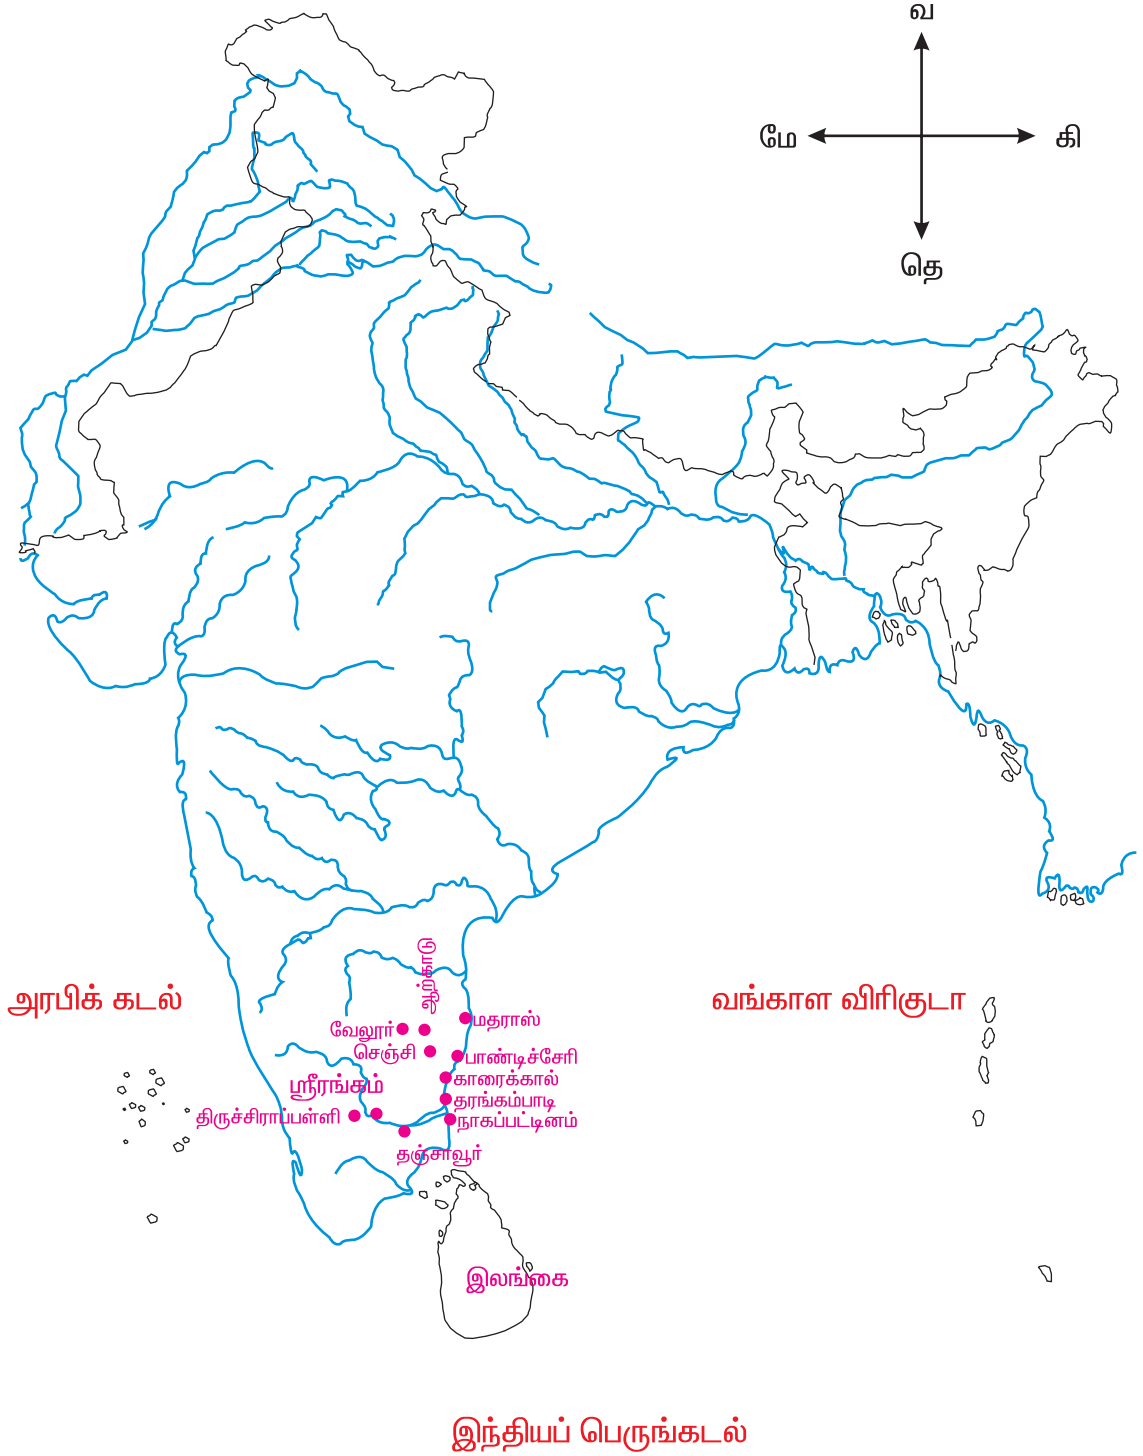 வ
மே
கி
தெ
ஆற்காடு
அரபிக் கடல்
வங்காள விரிகுடா
வேலூர்
மதராஸ்
செஞ்சி
பாண்டிச்சேரி
காரைக்கால்
ஸ்ரீரங்கம்
தரங்கம்பாடி
திருச்சிராப்பள்ளி
நாகப்பட்டினம்
தஞ்சாவூர்
இலங்கை
இந்தியப் பெருங்கடல்